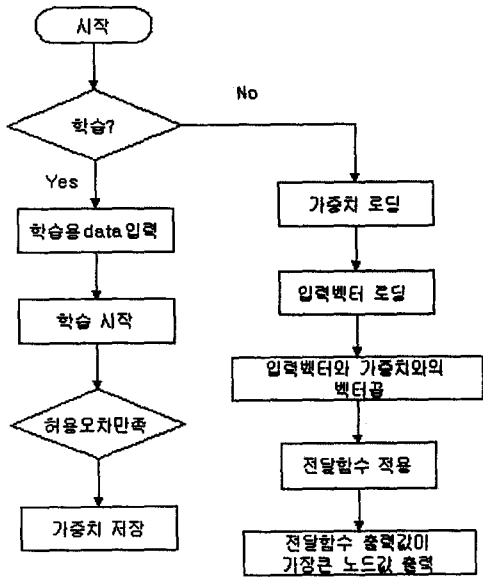 시작
학습?
No
Yes
학습용data입력
학습 시작
허용오차만족
가중치 저장
가중치 로딩
입력벡터 로딩
입력벡터와 가중치와의
벡터곱
전달함수 적용
전달함수 출력값이
가장큰 노드값 출력